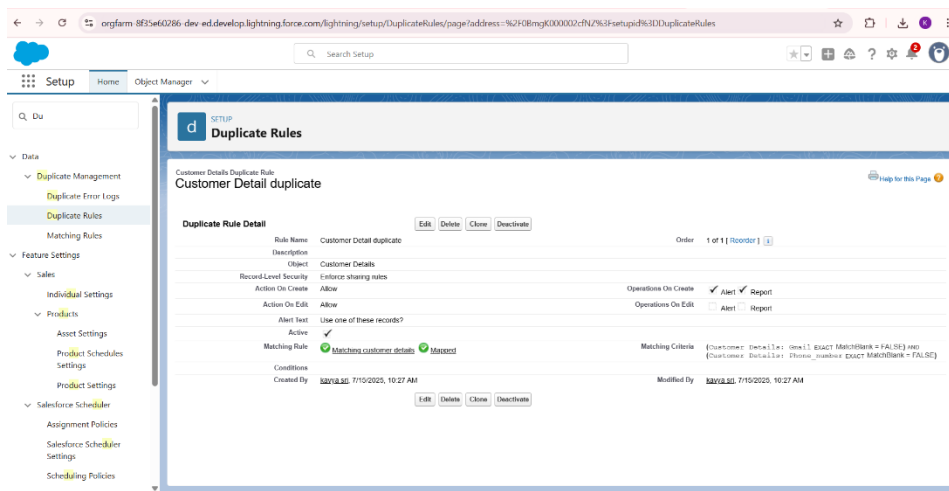 orgfarm-8f35e60286-dev-ed.develop.lightning.force.com/lightning/setup/DuplicateRules/page?address=%2F0BmgK000002cfNZ%3Fsetupid%3DDuplicateRules
K
Search Setup
2
Setup
Home
Object Manager
Du
Data
Duplicate Management
Duplicate Error Logs
Duplicate Rules
Matching Rules
Feature Settings
Sales
Individual Settings
Products
Asset Settings
Product Schedules
Settings
Product Settings
Salesforce Scheduler
Assignment Policies
Salesforce Scheduler
Settings
Scheduling Policies
d
SETUP
Duplicate Rules
Customer Details Duplicate Rule
Customer Detail duplicate
Help for this Page
Duplicate Rule Detail
Edit Delete Clone Deactivate
Rule Name Customer Detail duplicate Order 1 of 1 [ Reorder ] i
Description
Object Customer Details
Record-Level Security Enforce sharing rules
Action On Create Allow Operations On Create Alert Report
Action On Edit Allow Operations On Edit Alert Report
Alert Text Use one of these records?
Active
Matching Rule Matching customer details Mapped Matching Criteria (Customer Details: Gmail EXACT MatchBlank = FALSE) AND
(Customer Details: Phone_number EXACT MatchBlank = FALSE)
Conditions
Created By kavya sri, 7/15/2025, 10:27 AM Modified By kavya sri, 7/15/2025, 10:27 AM
Edit Delete Clone Deactivate